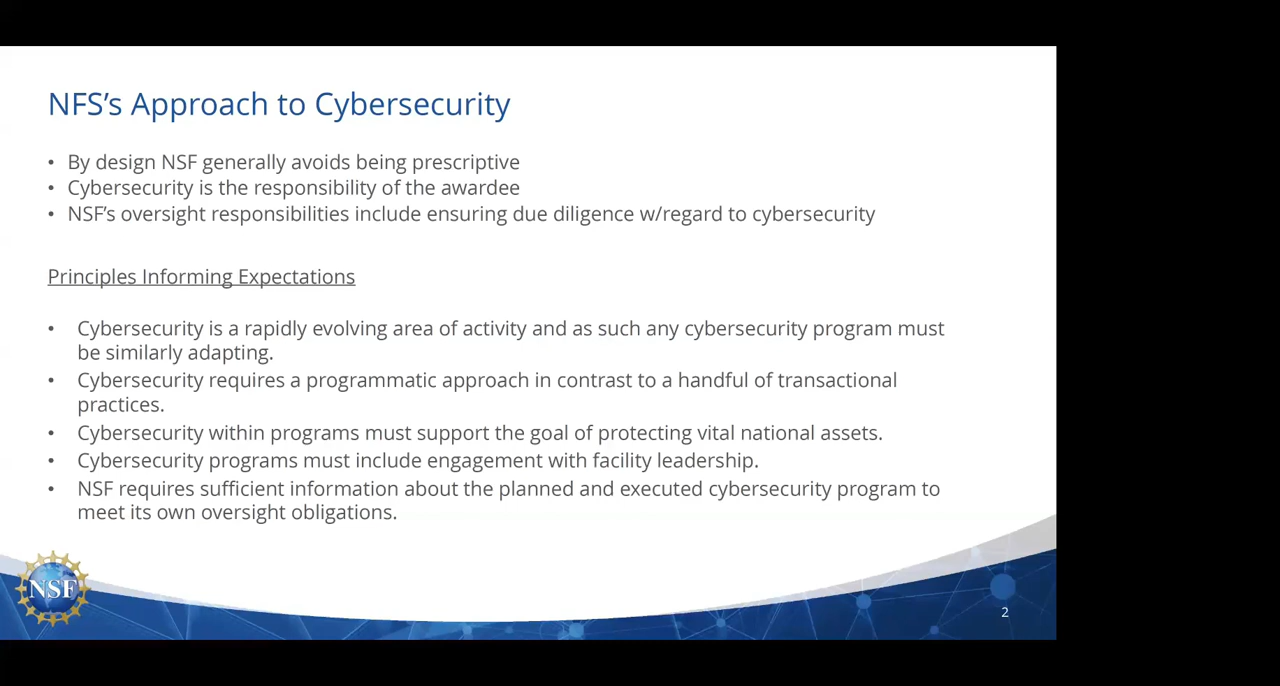 NFS’s Approach to Cybersecurity
• By design NSF generally avoids being prescriptive
• Cybersecurity is the responsibility of the awardee
• NSF’s oversight responsibilities include ensuring due diligence w/regard to cybersecurity
Principles Informing Expectations
• Cybersecurity is a rapidly evolving area of activity and as such any cybersecurity program must
be similarly adapting.
• Cybersecurity requires a programmatic approach in contrast to a handful of transactional
practices.
• Cybersecurity within programs must support the goal of protecting vital national assets.
• Cybersecurity programs must include engagement with facility leadership.
• NSF requires sufficient information about the planned and executed cybersecurity program to
meet its own oversight obligations.
NSF
2